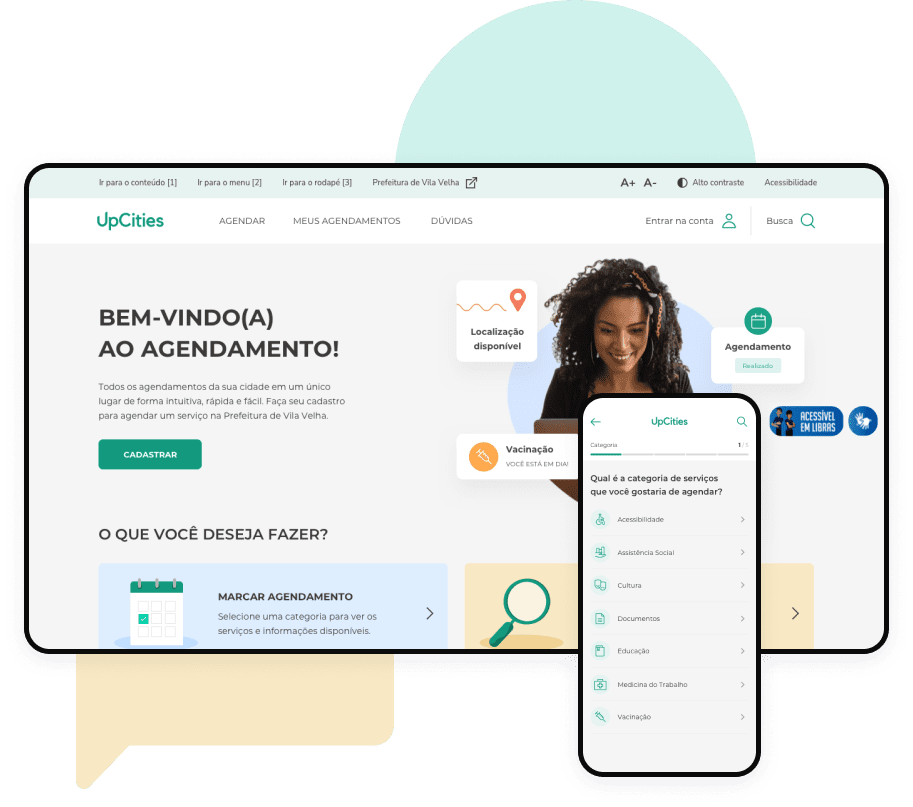 Ir para o conteúdo [1] Ir para o menu [2] Ir para o rodapé [3] Prefeitura de Vila Velha A+ A- Alto contraste Acessibilidade
UpCities AGENDAR MEUS AGENDAMENTOS DÚVIDAS Entrar na conta Busca
BEM-VINDO(A)
AO AGENDAMENTO!
Todos os agendamentos da sua cidade em um único
lugar de forma intuitiva, rápida e fácil. Faça seu cadastro
para agendar um serviço na Prefeitura de Vila Velha.
CADASTRAR
Localização
disponível
Agendamento
Realizado
Vacinação
VOCÊ ESTÁ EM DIA!
ACESSÍVEL
EM LIBRAS
O QUE VOCÊ DESEJA FAZER?
MARCAR AGENDAMENTO
Selecione uma categoria para ver os
serviços e informações disponíveis.
UpCities
Categoria 1 / 5
Qual é a categoria de serviços
que você gostaria de agendar?
Acessibilidade
Assistência Social
Cultura
Documentos
Educação
Medicina do Trabalho
Vacinação